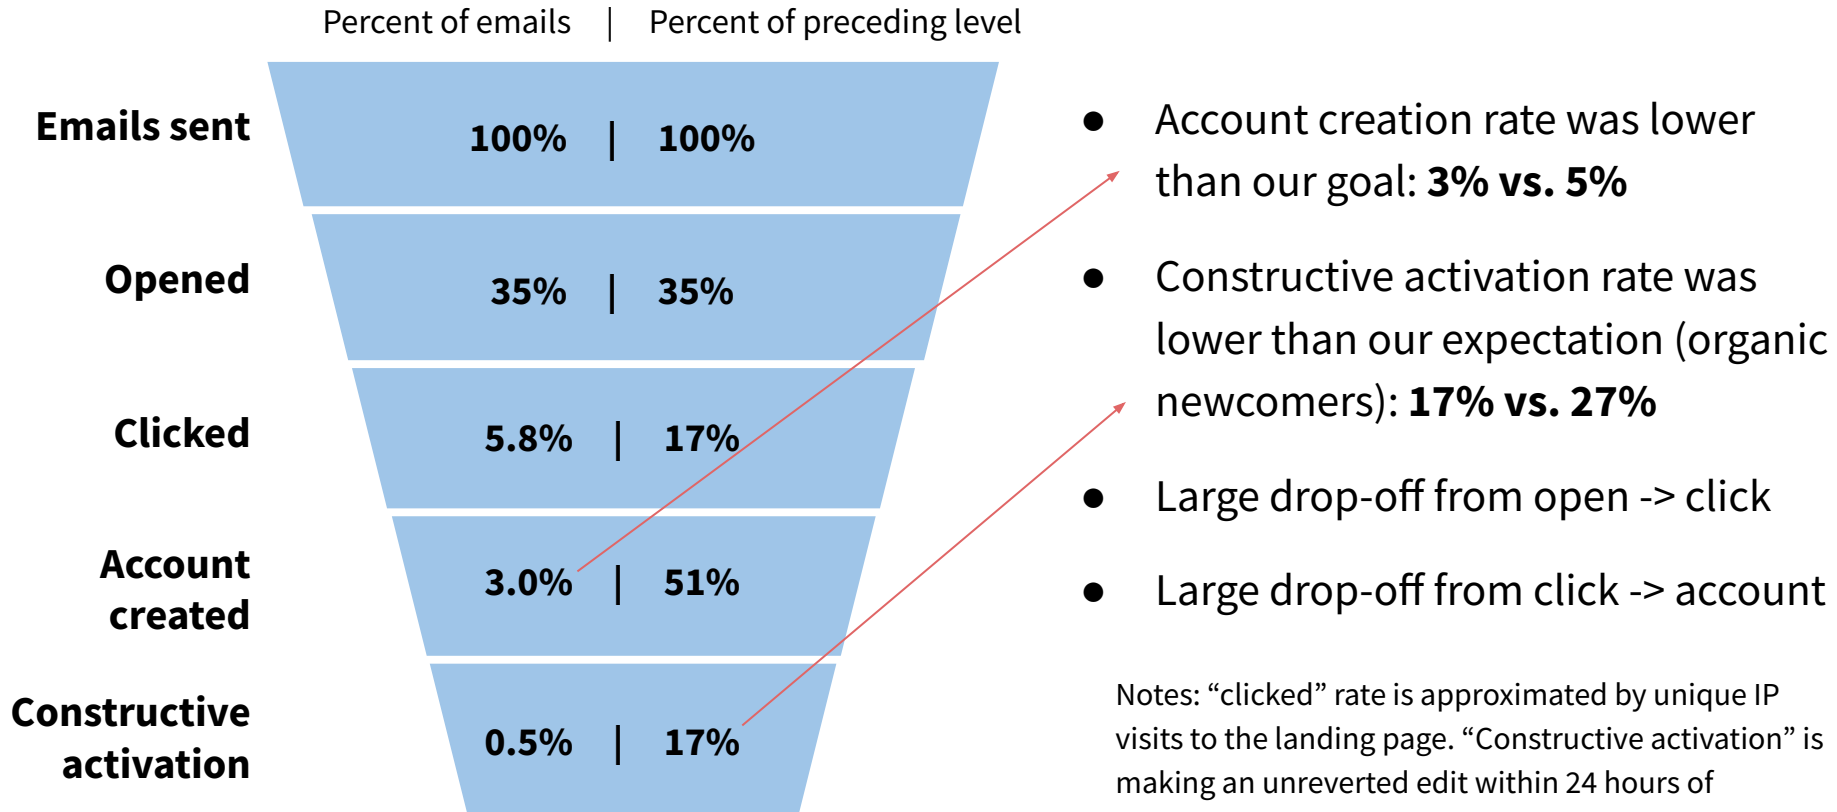 Percent of emails | Percent of preceding level
Emails sent
100% | 100%
Opened
35% | 35%
Clicked
5.8% | 17%
Account
created
3.0% | 51%
Constructive
activation
0.5% | 17%
● Account creation rate was lower
than our goal: 3% vs. 5%
● Constructive activation rate was
lower than our expectation (organic
newcomers): 17% vs. 27%
● Large drop-off from open -> click
● Large drop-off from click -> account
Notes: “clicked” rate is approximated by unique IP
visits to the landing page. “Constructive activation” is
making an unreverted edit within 24 hours of